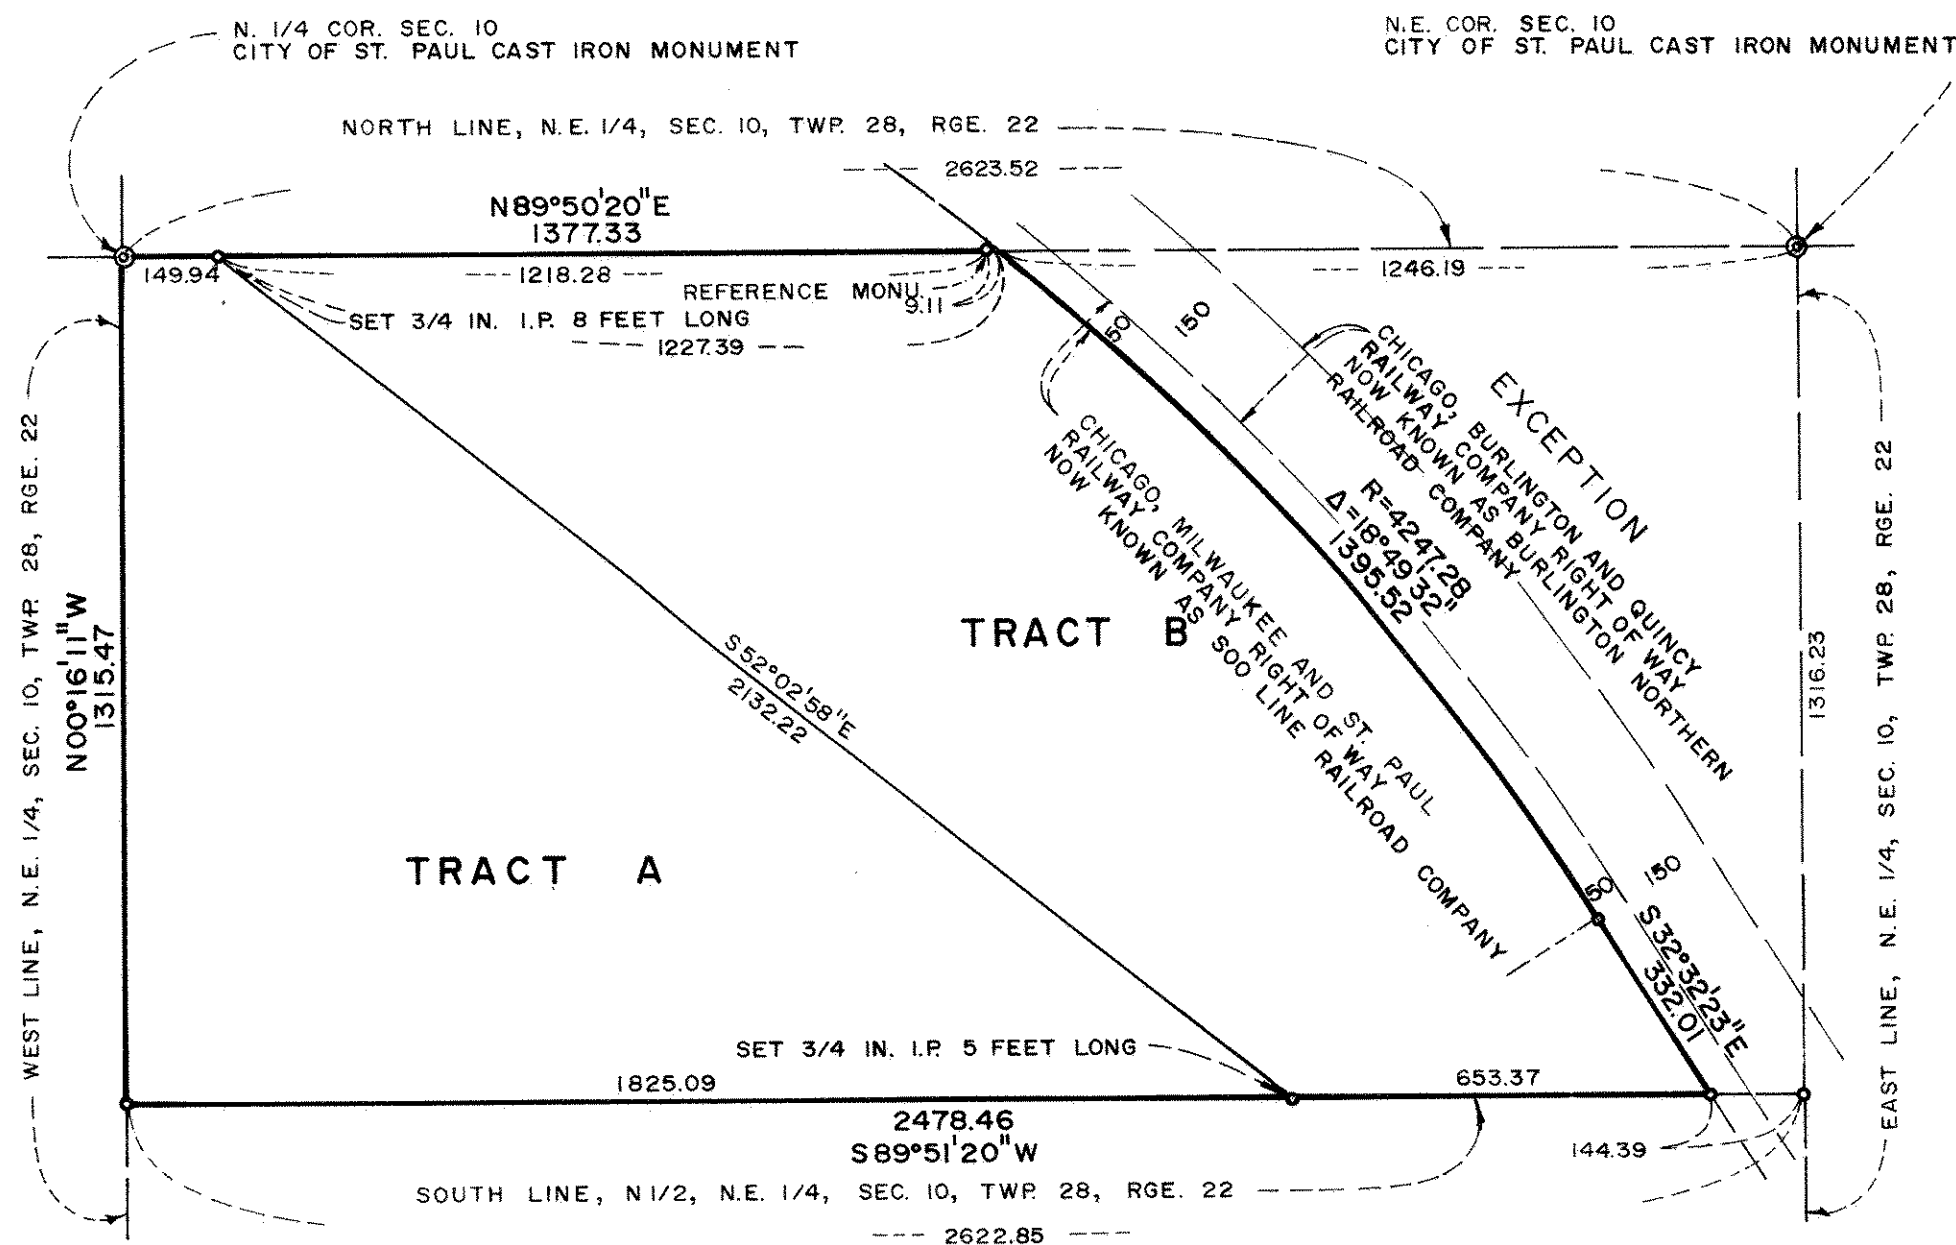 N. 1/4 COR. SEC. 10
CITY OF ST. PAUL CAST IRON MONUMENT
N.E. COR. SEC. 10
CITY OF ST. PAUL CAST IRON MONUMENT
NORTH LINE, N.E. 1/4, SEC. 10, TWP. 28, RGE. 22
2623.52
N89°50'20"E
1377.33
149.94
1218.28
1246.19
REFERENCE MONU.
9.11
SET 3/4 IN. I.P. 8 FEET LONG
1227.39
50
150
CHICAGO, BURLINGTON AND QUINCY
RAILWAY COMPANY RIGHT OF WAY
NOW KNOWN AS BURLINGTON NORTHERN
RAILROAD COMPANY
EXCEPTION
R=4247.28
Δ=18°49'32"
1395.52
CHICAGO, MILWAUKEE AND ST. PAUL
RAILWAY COMPANY RIGHT OF WAY
NOW KNOWN AS SOO LINE RAILROAD COMPANY
WEST LINE, N.E. 1/4, SEC. 10, TWP. 28, RGE. 22
N00°16'11"W
1315.47
S52°02'58"E
2132.22
TRACT B
TRACT A
1316.23
EAST LINE, N.E. 1/4, SEC. 10, TWP. 28, RGE. 22
50
150
S32°32'23"E
332.01
SET 3/4 IN. I.P. 5 FEET LONG
1825.09
653.37
2478.46
S89°51'20"W
144.39
SOUTH LINE, N1/2, N.E. 1/4, SEC. 10, TWP. 28, RGE. 22
2622.85